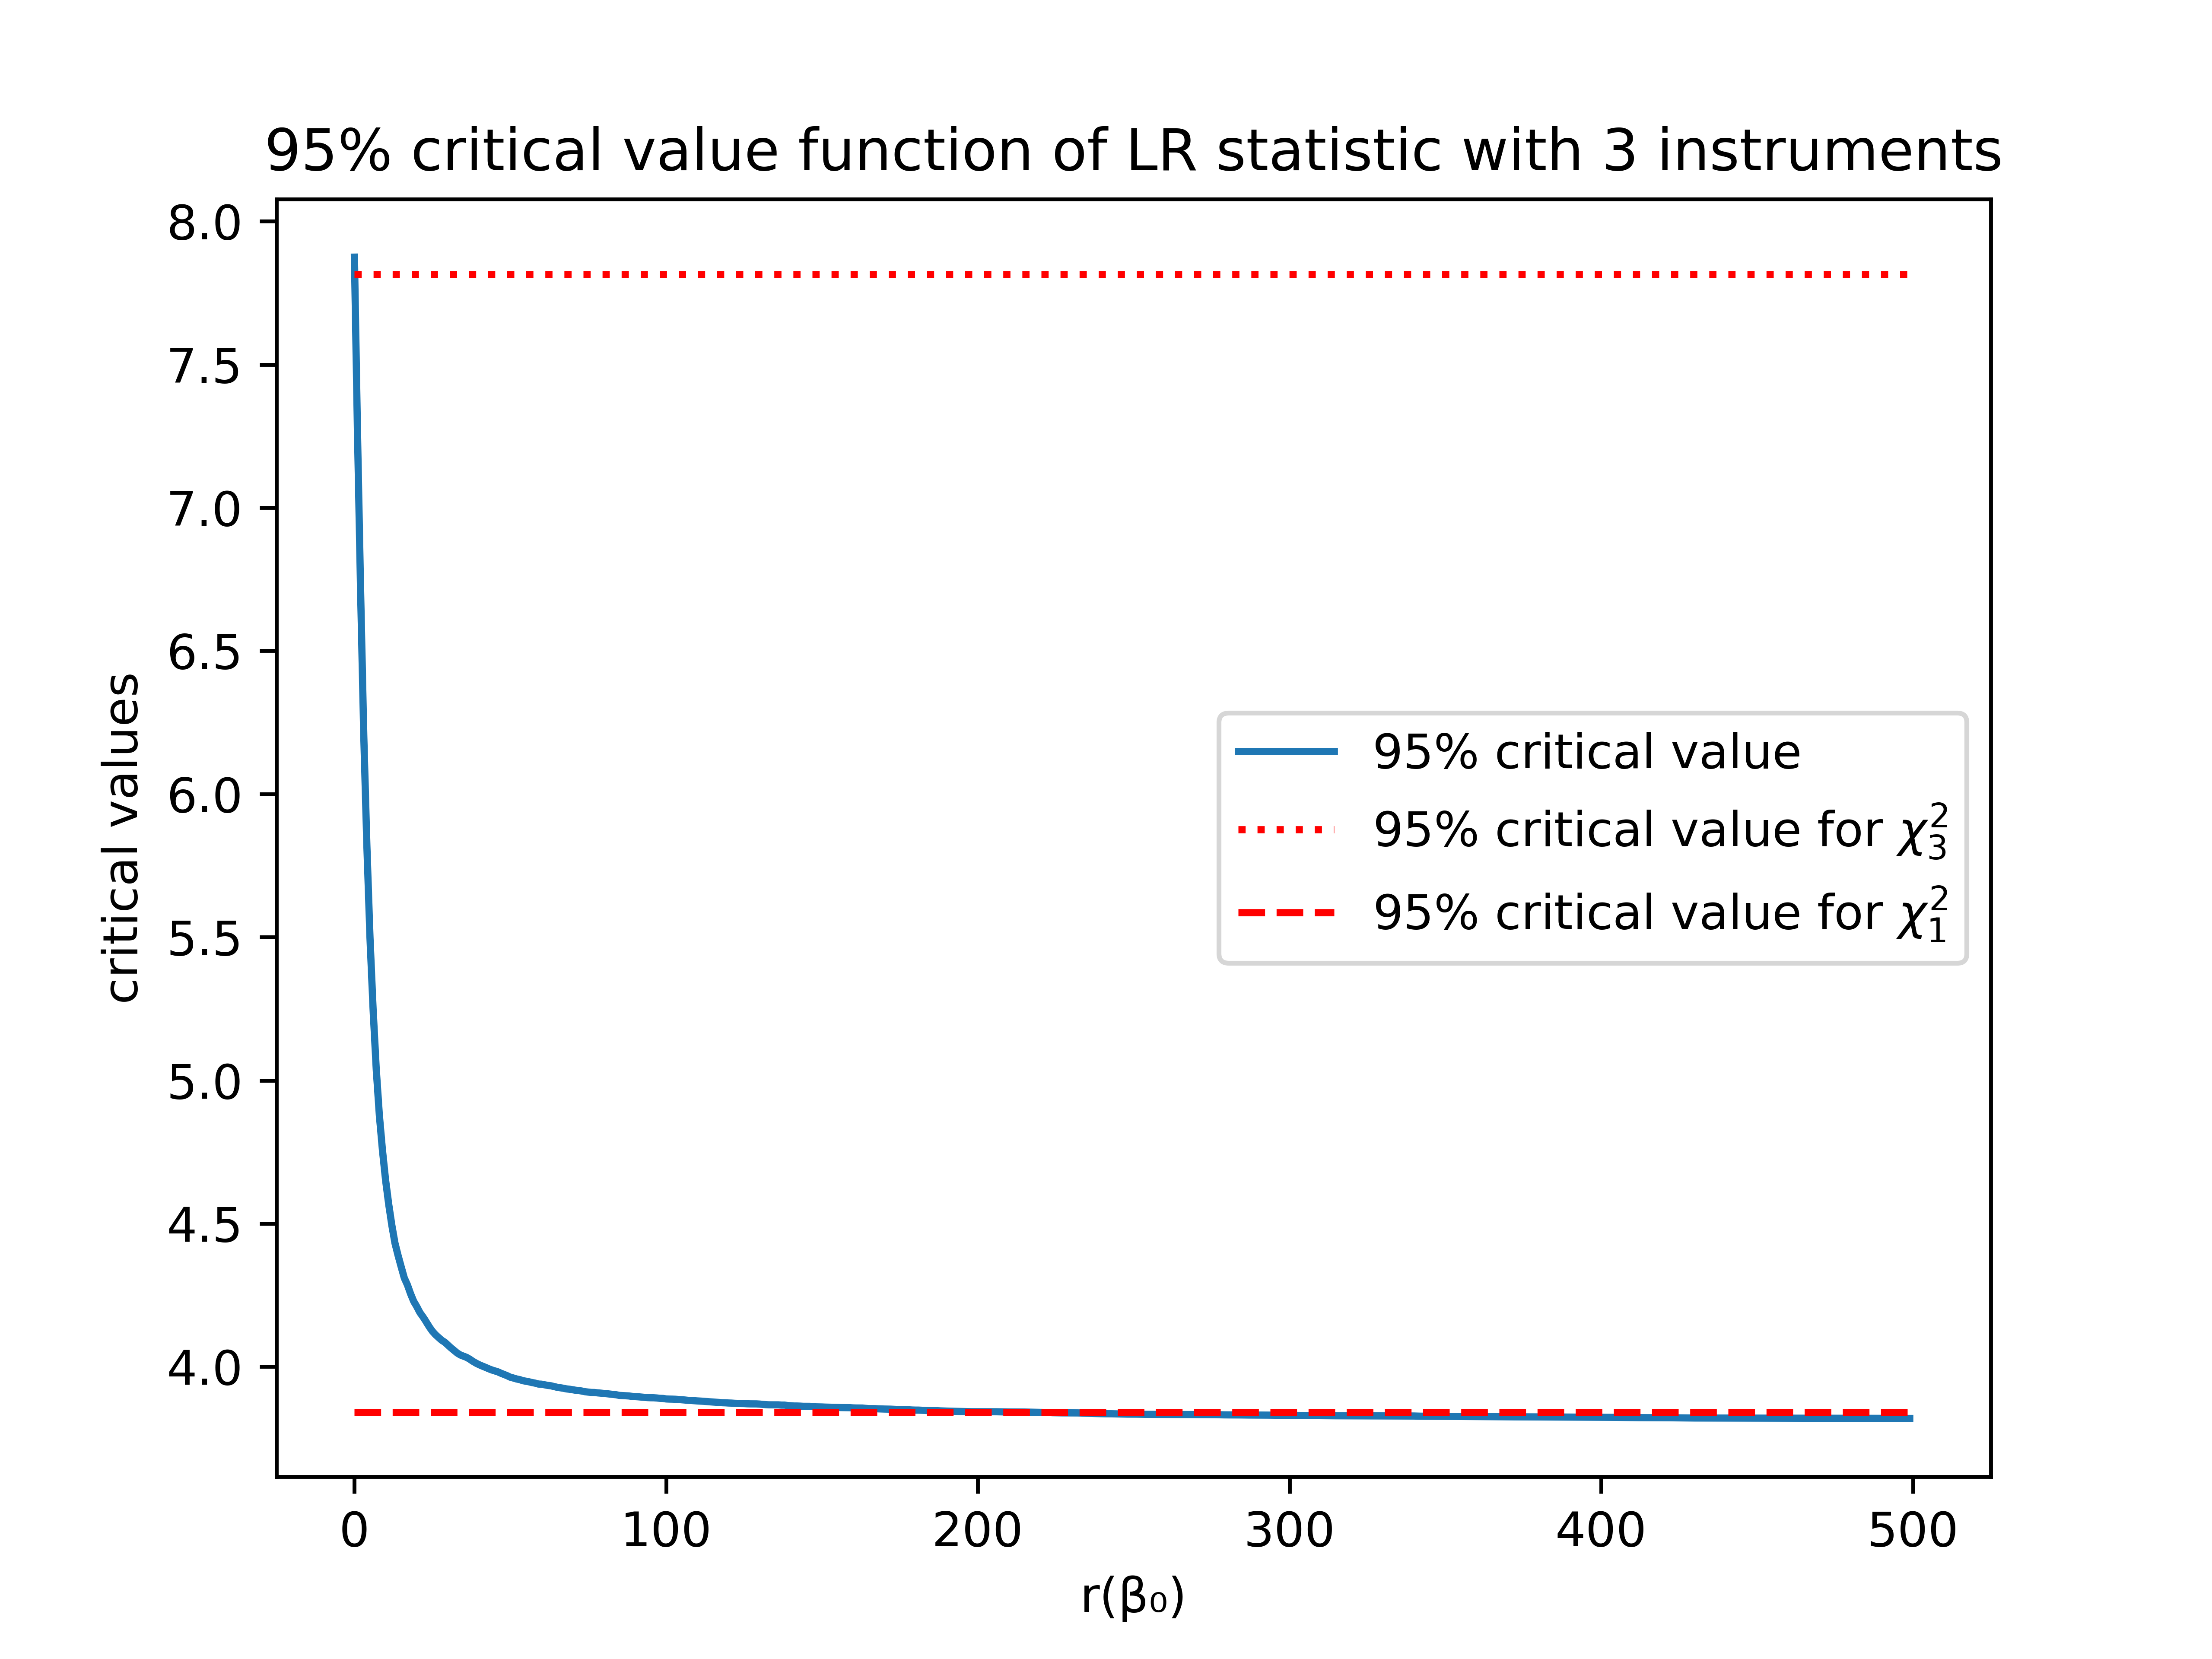 95% critical value function of LR statistic with 3 instruments
8.0
7.5
7.0
6.5
6.0
5.5
5.0
4.5
4.0
critical values
95% critical value
95% critical value for χ²₃
95% critical value for χ²₁
0 100 200 300 400 500
r(β₀)